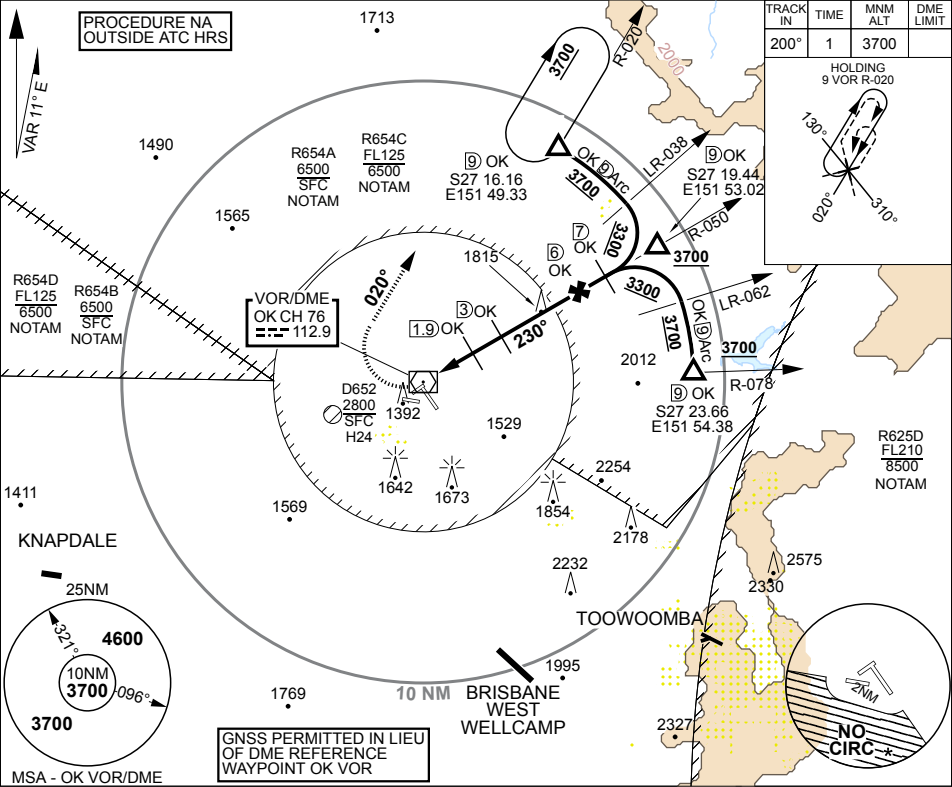 PROCEDURE NA
OUTSIDE ATC HRS
1713
TRACK IN
TIME
MNM ALT
DME LIMIT
200°
1
3700
HOLDING
9 VOR R-020
130°
020°
310°
VAR 11° E
3700
R-020
2000
1490
R654A
6500
SFC
NOTAM
R654C
FL125
6500
NOTAM
9 OK
S27 16.16
E151 49.33
OK 9 Arc
3700
LR-038
9 OK
S27 19.44
E151 53.02
R-050
1565
7
OK
3300
3700
1815
6
OK
R654D
FL125
6500
NOTAM
R654B
6500
SFC
NOTAM
020°
VOR/DME
OK CH 76
112.9
1.9 OK
3 OK
230°
3300
3700
OK 9 Arc
LR-062
3700
R-078
2012
9 OK
S27 23.66
E151 54.38
D652
2800
SFC
H24
1392
1529
R625D
FL210
8500
NOTAM
1642
1673
2254
1854
2178
1411
1569
KNAPDALE
2232
2575
2330
25NM
321°
4600
10NM
3700
096°
3700
MSA - OK VOR/DME
TOOWOOMBA
1995
1769
10 NM
BRISBANE
WEST
WELLCAMP
GNSS PERMITTED IN LIEU
OF DME REFERENCE
WAYPOINT OK VOR
2327
2NM
NO
CIRC *